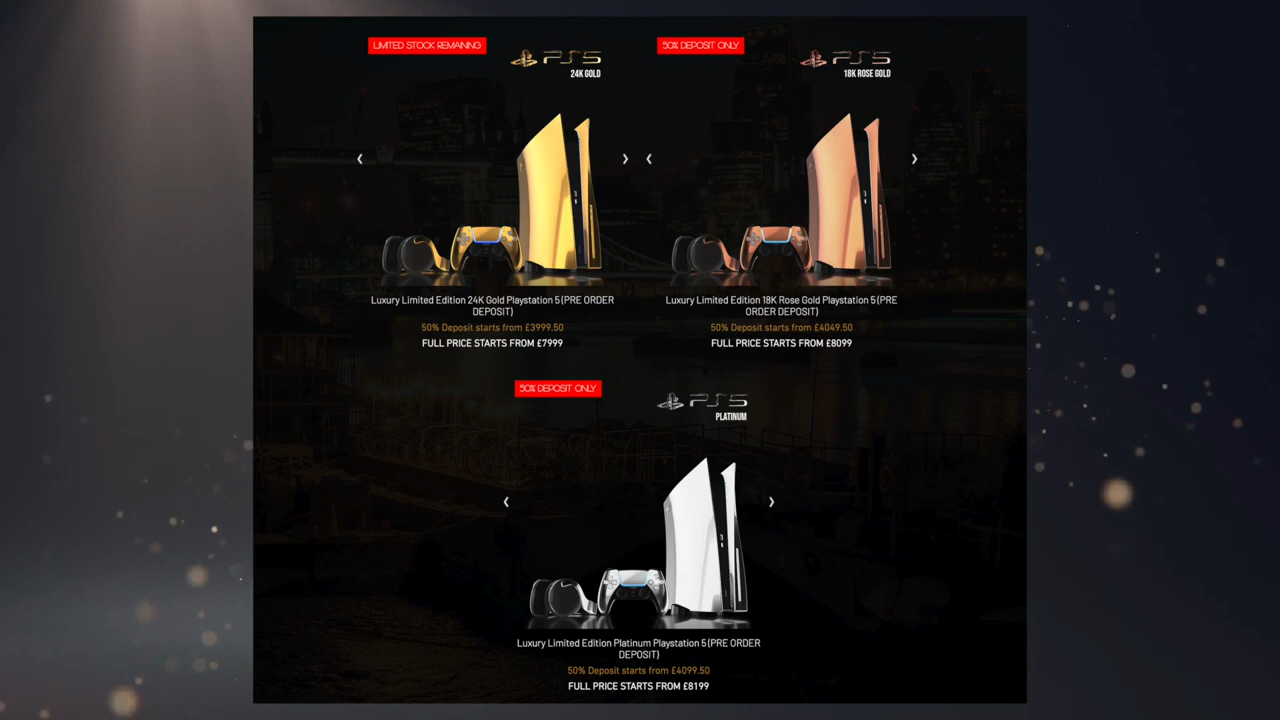 LIMITED STOCK REMAINING
PS5
24K GOLD
Luxury Limited Edition 24K Gold Playstation 5 (PRE ORDER
DEPOSIT)
50% Deposit starts from £3999.50
FULL PRICE STARTS FROM £7999
50% DEPOSIT ONLY
PS5
18K ROSE GOLD
Luxury Limited Edition 18K Rose Gold Playstation 5 (PRE
ORDER DEPOSIT)
50% Deposit starts from £4049.50
FULL PRICE STARTS FROM £8099
50% DEPOSIT ONLY
PS5
PLATINUM
Luxury Limited Edition Platinum Playstation 5 (PRE ORDER
DEPOSIT)
50% Deposit starts from £4099.50
FULL PRICE STARTS FROM £8199